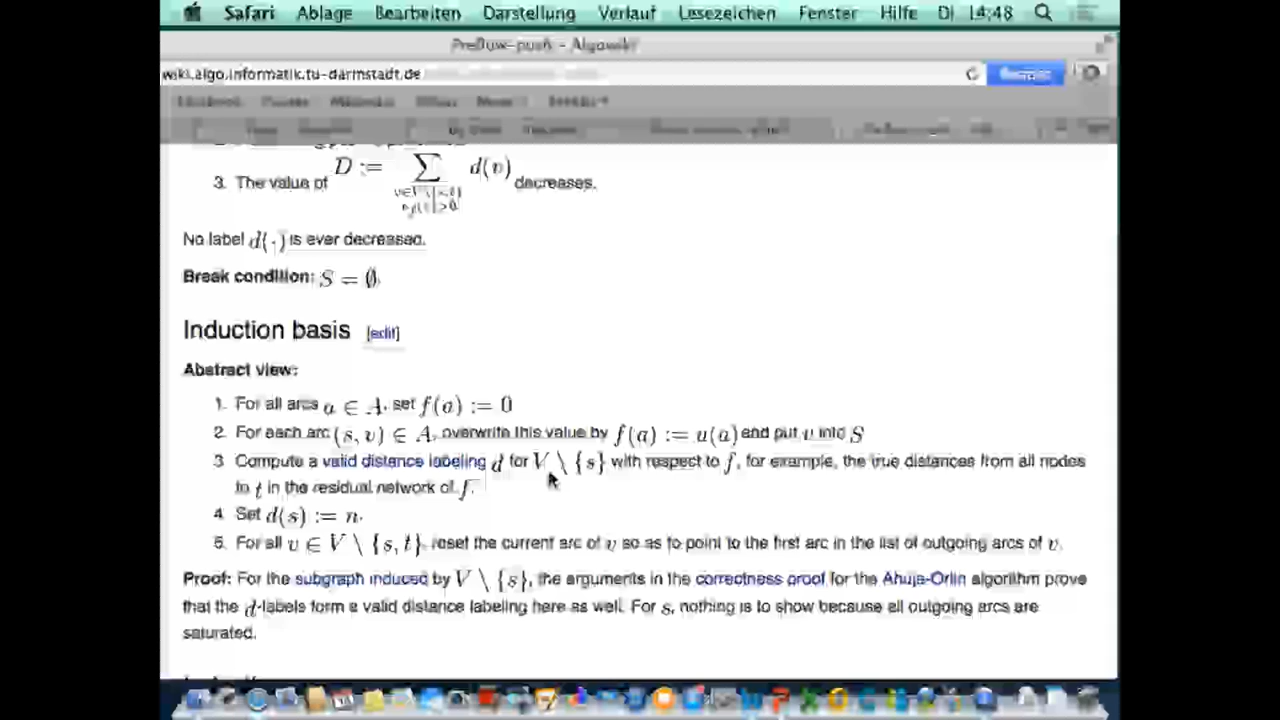 Safari Ablage Bearbeiten Darstellung Verlauf Lesezeichen Fenster Hilfe Di 14:48
Preflow-push - Algowiki
wiki.algo.informatik.tu-darmstadt.de
3. The value of D := ∑ d(v) decreases.
No label d(·) is ever decreased.
Break condition: S = ∅.
Induction basis [edit]
Abstract view:
1. For all arcs a ∈ A, set f(a) := 0
2. For each arc (s, v) ∈ A, overwrite this value by f(a) := u(a) and put v into S
3. Compute a valid distance labeling d for V \ {s} with respect to f, for example, the true distances from all nodes
to t in the residual network of f.
4. Set d(s) := n.
5. For all v ∈ V \ {s, t}, reset the current arc of v so as to point to the first arc in the list of outgoing arcs of v.
Proof: For the subgraph induced by V \ {s}, the arguments in the correctness proof for the Ahuja-Orlin algorithm prove
that the d-labels form a valid distance labeling here as well. For s, nothing is to show because all outgoing arcs are
saturated.